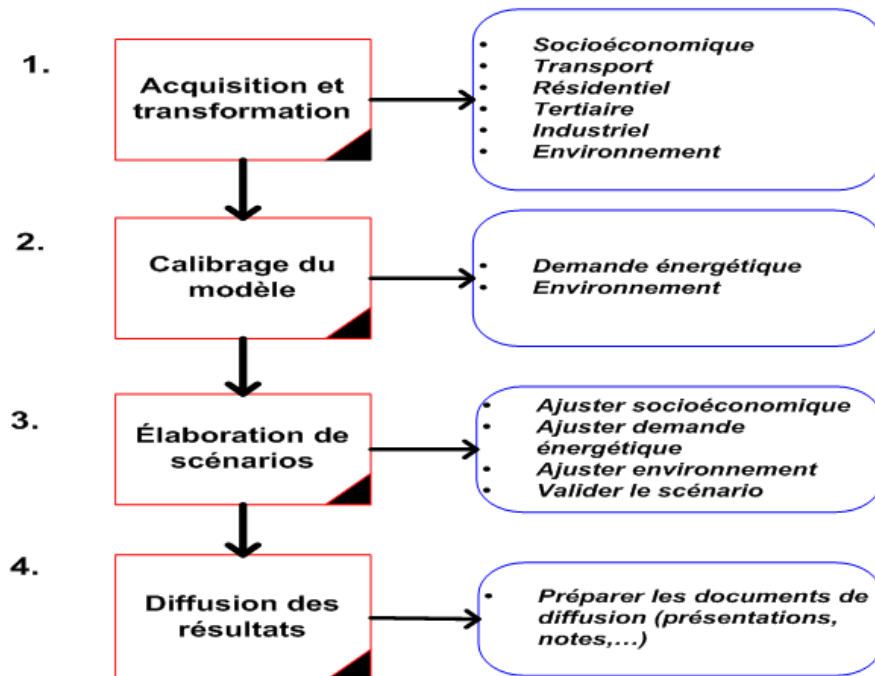 1.
Acquisition et
transformation
• Socioéconomique
• Transport
• Résidentiel
• Tertiaire
• Industriel
• Environnement
2.
Calibrage du
modèle
• Demande énergétique
• Environnement
3.
Élaboration de
scénarios
• Ajuster socioéconomique
• Ajuster demande
énergétique
• Ajuster environnement
• Valider le scénario
4.
Diffusion des
résultats
• Préparer les documents de
diffusion (présentations,
notes,...)